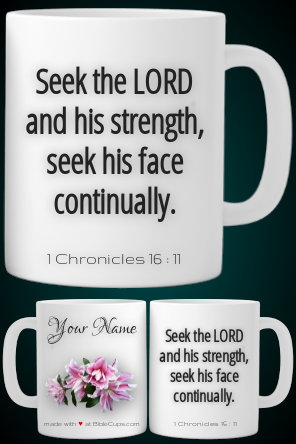 Seek the LORD
and his strength,
seek his face
continually.
1 Chronicles 16 : 11
Your Name
made with ♥ at BibleCups.com
Seek the LORD
and his strength,
seek his face
continually.
1 Chronicles 16 : 11